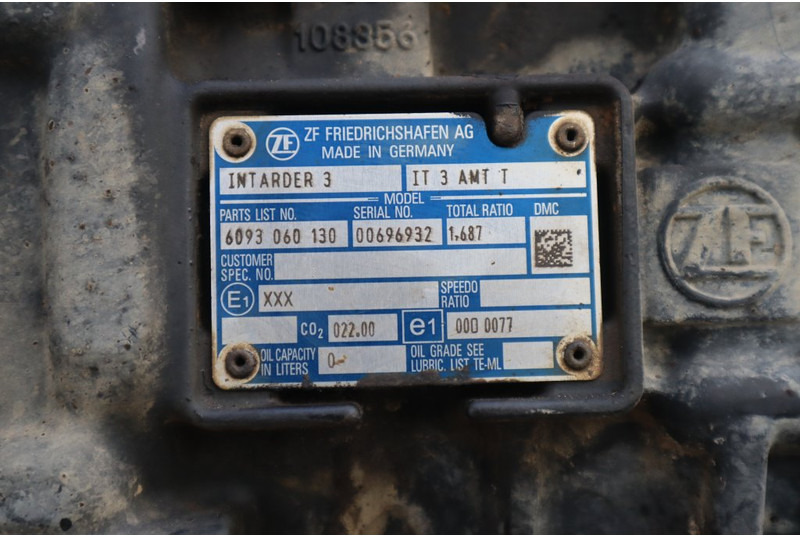 108356
ZF
ZF FRIEDRICHSHAFEN AG
MADE IN GERMANY
INTARDER 3 IT 3 AMT T
MODEL
PARTS LIST NO. SERIAL NO. TOTAL RATIO DMC
6093 060 130 00696932 1,687
CUSTOMER
SPEC. NO.
E1 XXX SPEEDO
RATIO
CO2 022.00 e1 00D 0077
OIL CAPACITY
IN LITERS 0- OIL GRADE SEE
LUBRIC. LIST TE-ML
ZF